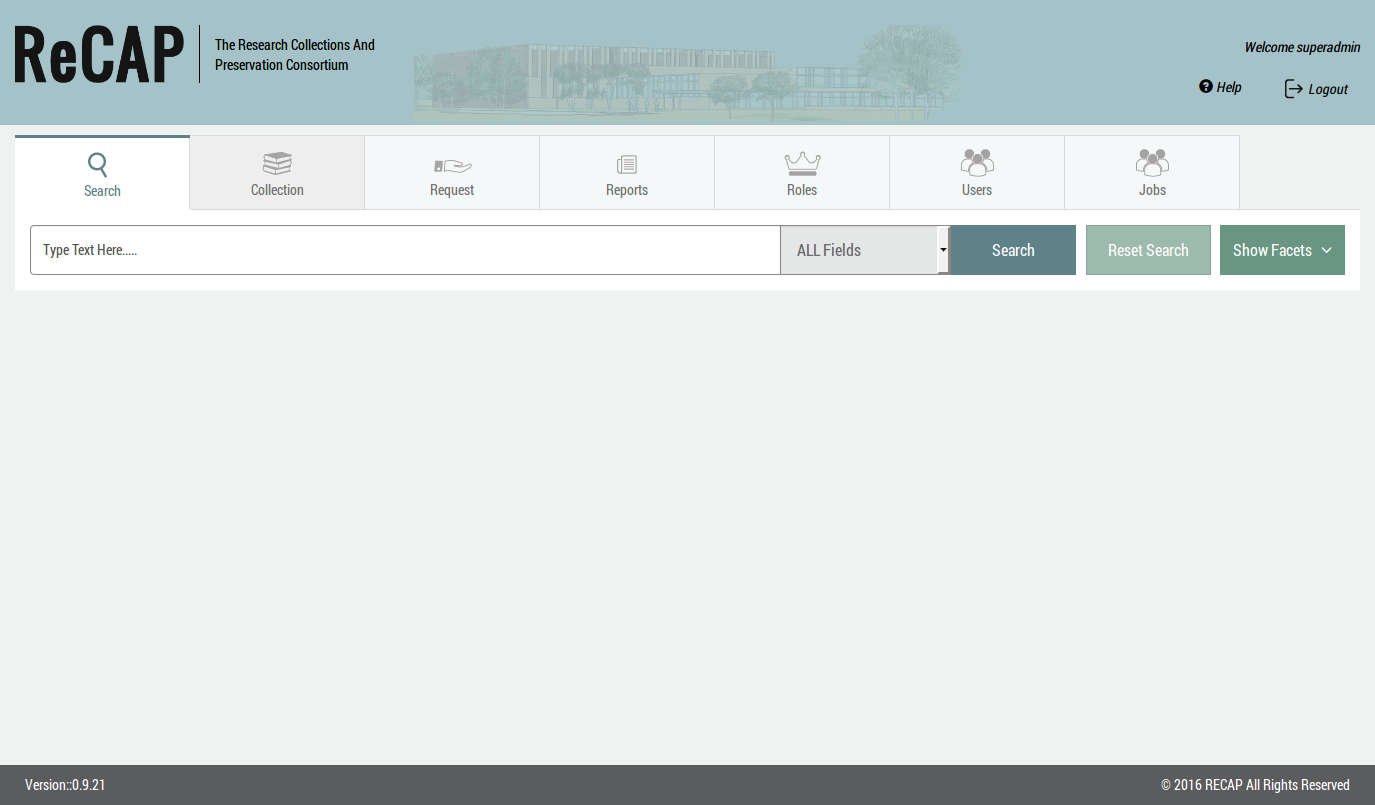 ReCAP
The Research Collections And
Preservation Consortium
Welcome superadmin
Help
Logout
Search
Collection
Request
Reports
Roles
Users
Jobs
Type Text Here.....
ALL Fields
Search
Reset Search
Show Facets
Version::0.9.21
© 2016 RECAP All Rights Reserved